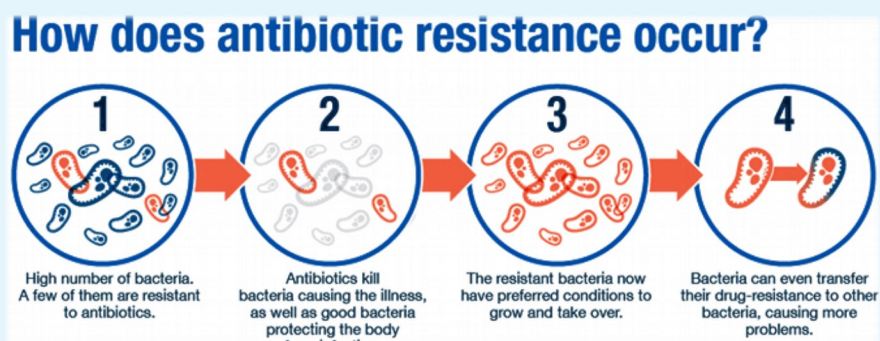 How does antibiotic resistance occur?
1
2
3
4
High number of bacteria.
A few of them are resistant
to antibiotics.
Antibiotics kill
bacteria causing the illness,
as well as good bacteria
protecting the body
The resistant bacteria now
have preferred conditions to
grow and take over.
Bacteria can even transfer
their drug-resistance to other
bacteria, causing more
problems.